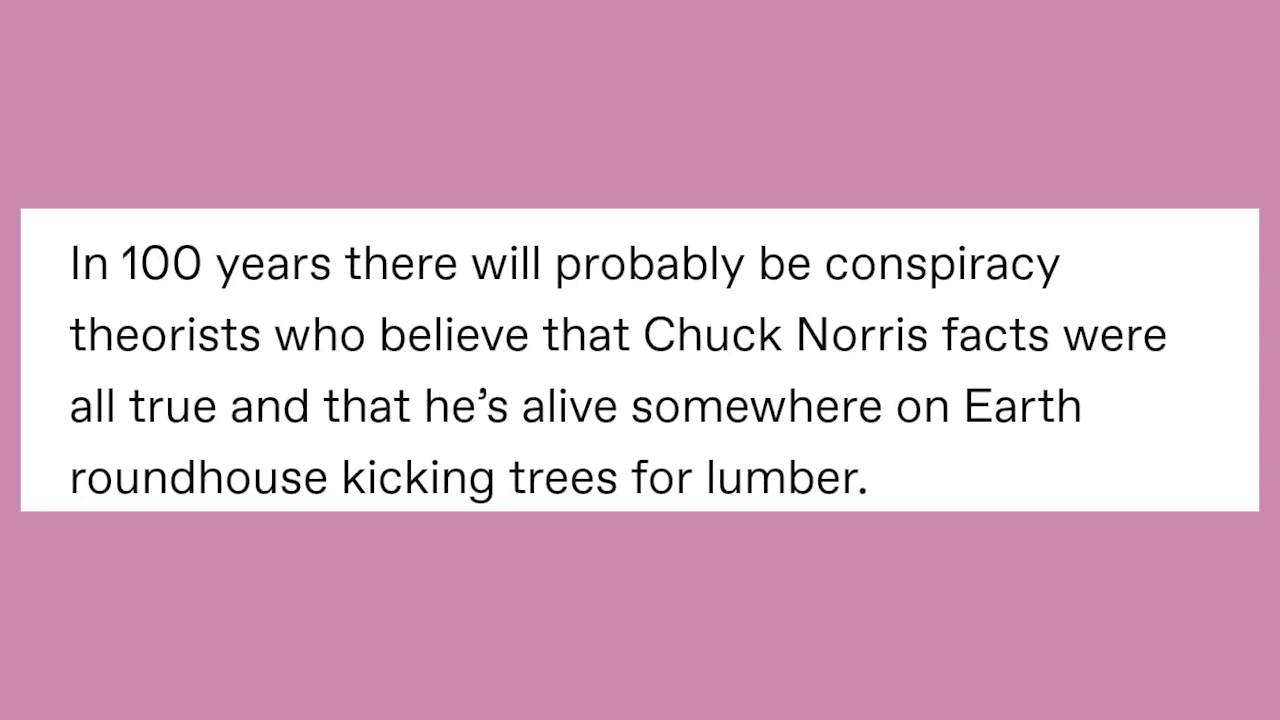 In 100 years there will probably be conspiracy
theorists who believe that Chuck Norris facts were
all true and that he’s alive somewhere on Earth
roundhouse kicking trees for lumber.